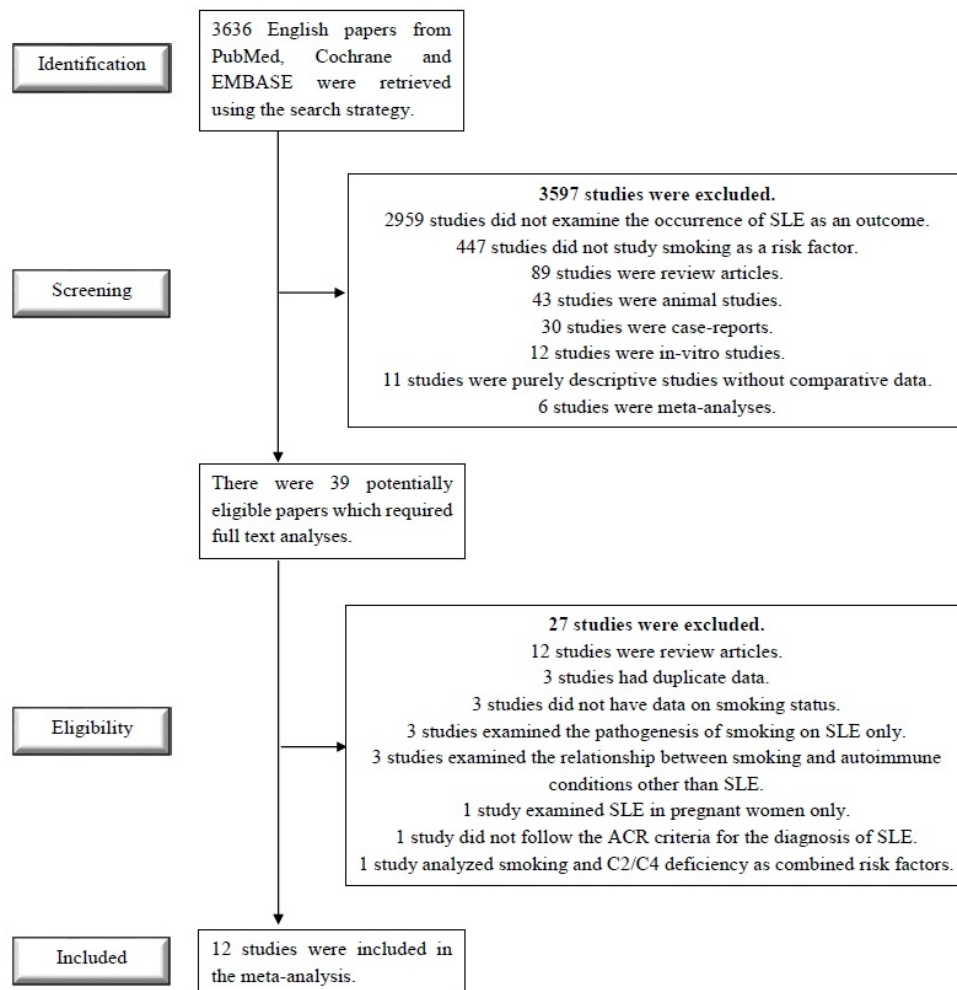 Identification
3636 English papers from
PubMed, Cochrane and
EMBASE were retrieved
using the search strategy.
Screening
3597 studies were excluded.
2959 studies did not examine the occurrence of SLE as an outcome.
447 studies did not study smoking as a risk factor.
89 studies were review articles.
43 studies were animal studies.
30 studies were case-reports.
12 studies were in-vitro studies.
11 studies were purely descriptive studies without comparative data.
6 studies were meta-analyses.
There were 39 potentially
eligible papers which required
full text analyses.
Eligibility
27 studies were excluded.
12 studies were review articles.
3 studies had duplicate data.
3 studies did not have data on smoking status.
3 studies examined the pathogenesis of smoking on SLE only.
3 studies examined the relationship between smoking and autoimmune
conditions other than SLE.
1 study examined SLE in pregnant women only.
1 study did not follow the ACR criteria for the diagnosis of SLE.
1 study analyzed smoking and C2/C4 deficiency as combined risk factors.
Included
12 studies were included in
the meta-analysis.